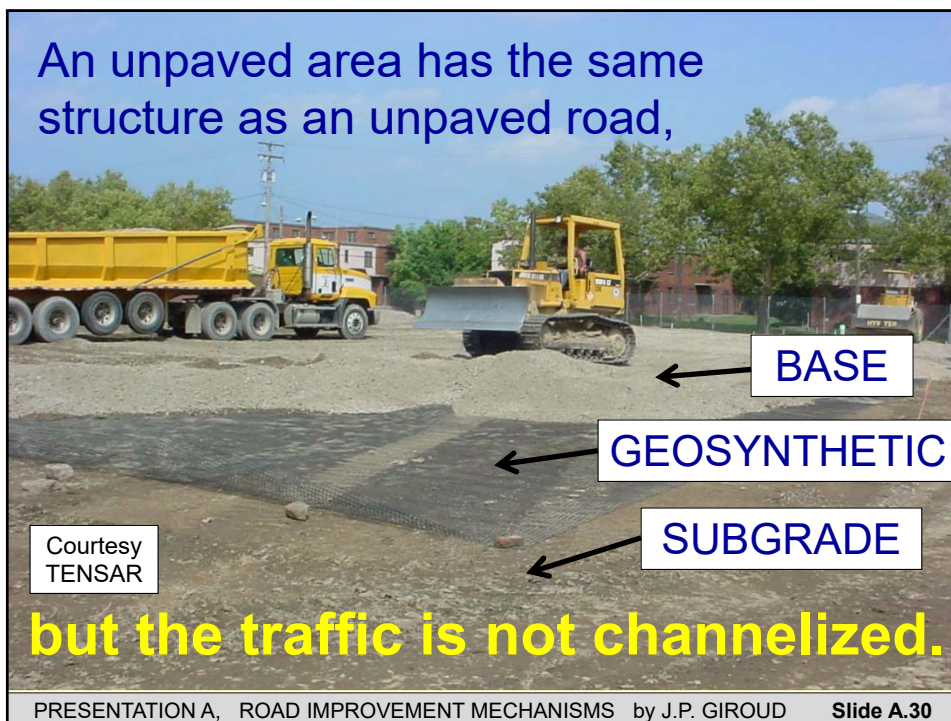 An unpaved area has the same
structure as an unpaved road,
BASE
GEOSYNTHETIC
SUBGRADE
Courtesy
TENSAR
but the traffic is not channelized.
PRESENTATION A, ROAD IMPROVEMENT MECHANISMS by J.P. GIROUD Slide A.30